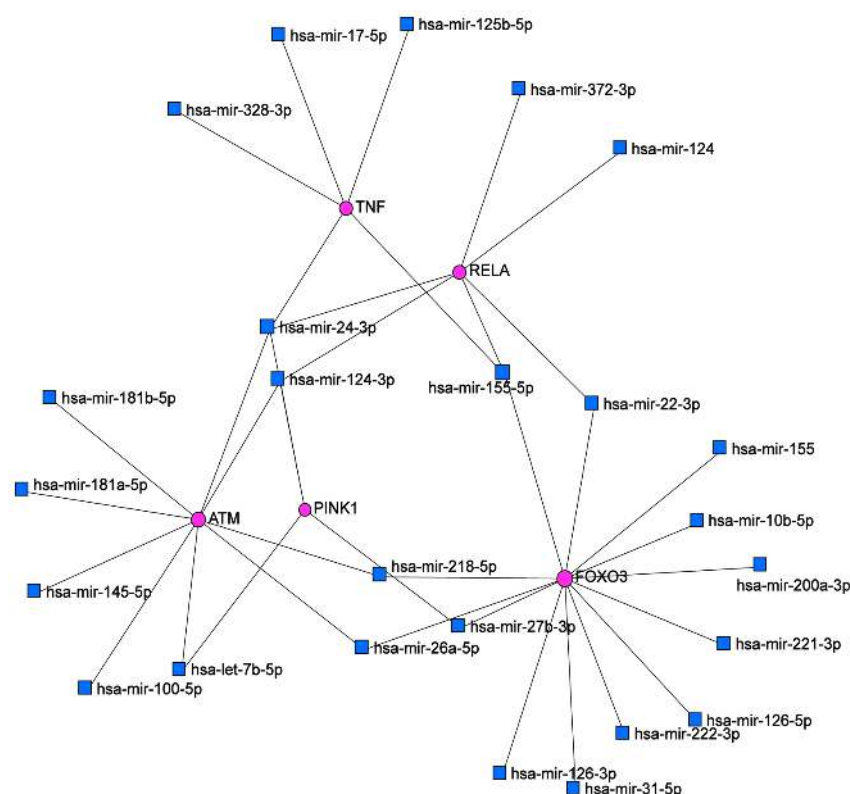 hsa-mir-125b-5p
hsa-mir-17-5p
hsa-mir-372-3p
hsa-mir-328-3p
hsa-mir-124
TNF
RELA
hsa-mir-24-3p
hsa-mir-124-3p
hsa-mir-155-5p
hsa-mir-181b-5p
hsa-mir-22-3p
hsa-mir-155
hsa-mir-181a-5p
PINK1
ATM
hsa-mir-10b-5p
hsa-mir-218-5p
FOXO3
hsa-mir-200a-3p
hsa-mir-145-5p
hsa-mir-27b-3p
hsa-mir-221-3p
hsa-mir-26a-5p
hsa-let-7b-5p
hsa-mir-100-5p
hsa-mir-126-5p
hsa-mir-222-3p
hsa-mir-126-3p
hsa-mir-31-5p